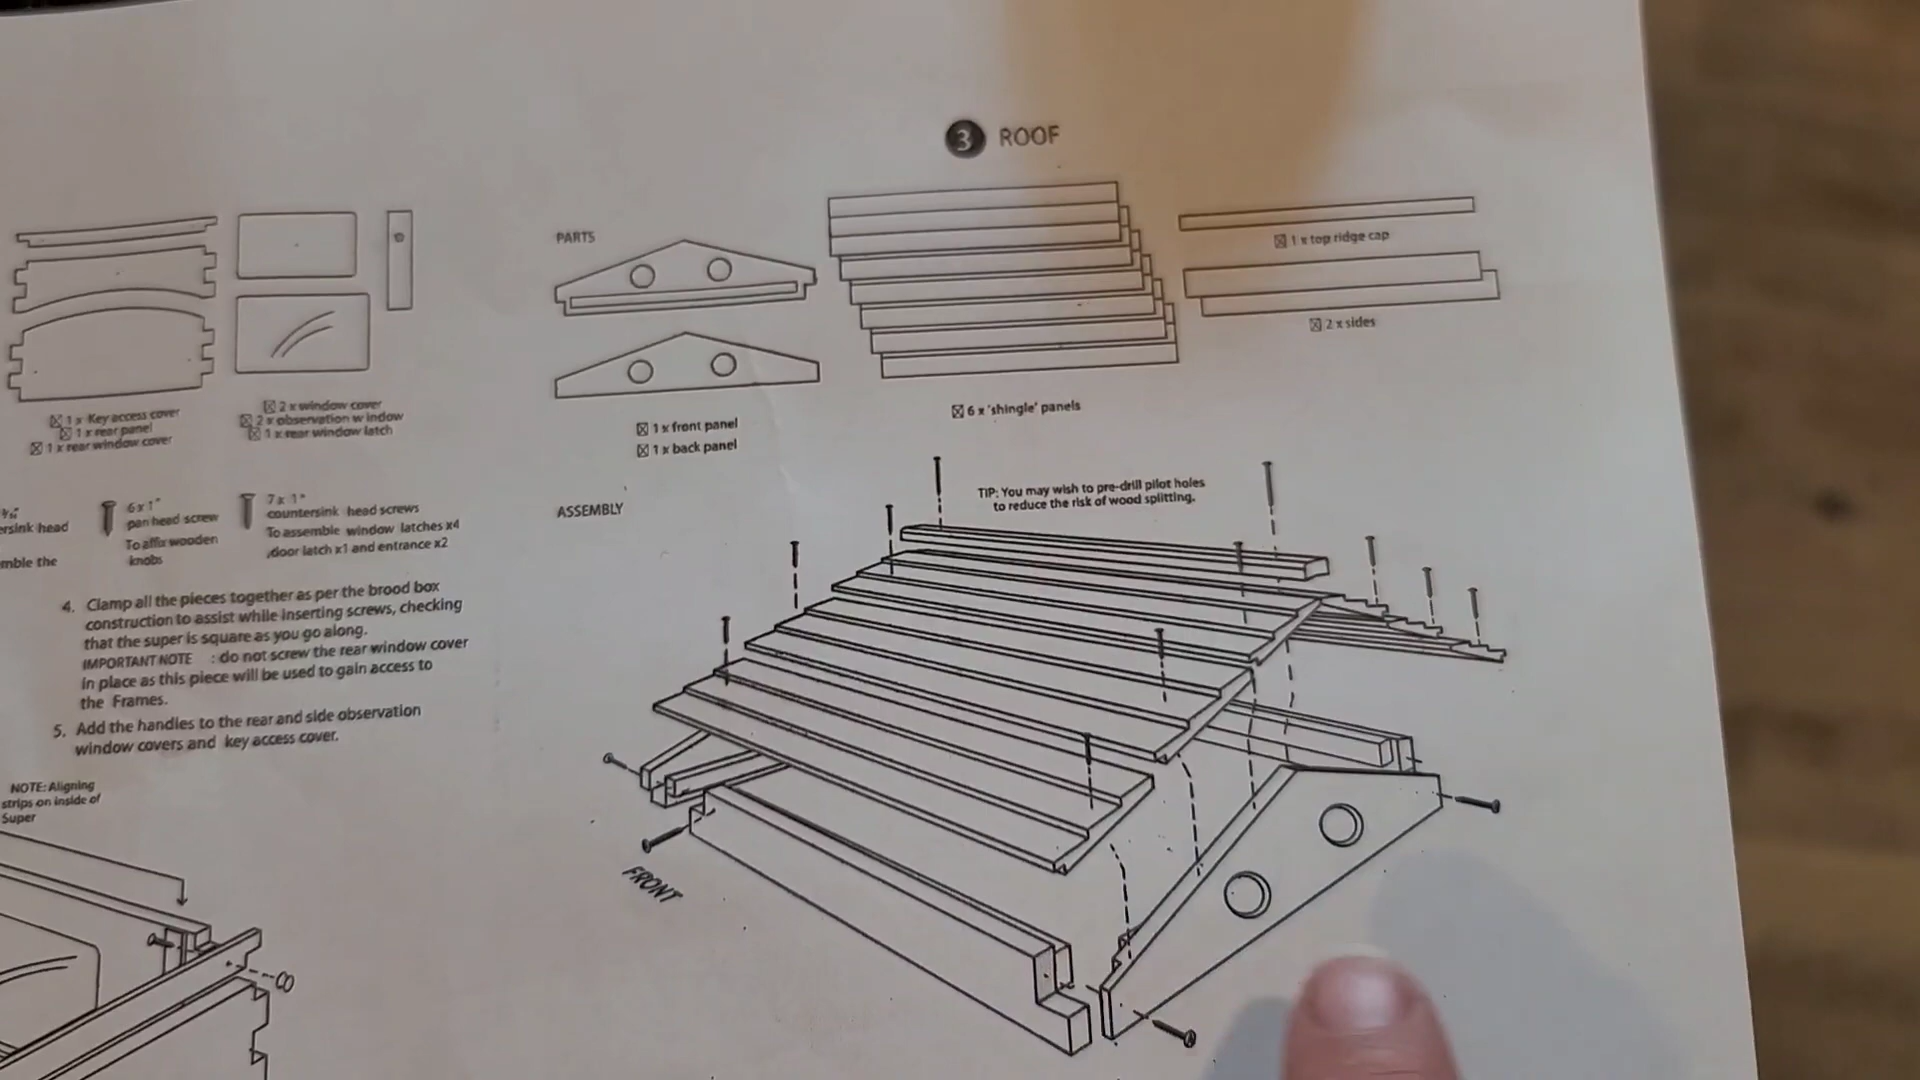 3 ROOF
PARTS
1 x top ridge cap
2 x sides
6 x 'shingle' panels
1 x front panel
1 x back panel
1 x Key access cover
1 x rear panel
1 x rear window cover
2 x window cover
2 x observation w indow
1 x rear window latch
ersink head
mble the
6 x 1"
pan head screw
To affix wooden
knobs
7 x 1"
countersink head screws
To assemble window latches x4
,door latch x1 and entrance x2
4. Clamp all the pieces together as per the brood box
construction to assist while inserting screws, checking
that the super is square as you go along.
IMPORTANT NOTE : do not screw the rear window cover
in place as this piece will be used to gain access to
the Frames.
5. Add the handles to the rear and side observation
window covers and key access cover.
NOTE: Aligning
strips on inside of
Super
ASSEMBLY
TIP: You may wish to pre-drill pilot holes
to reduce the risk of wood splitting.
FRONT